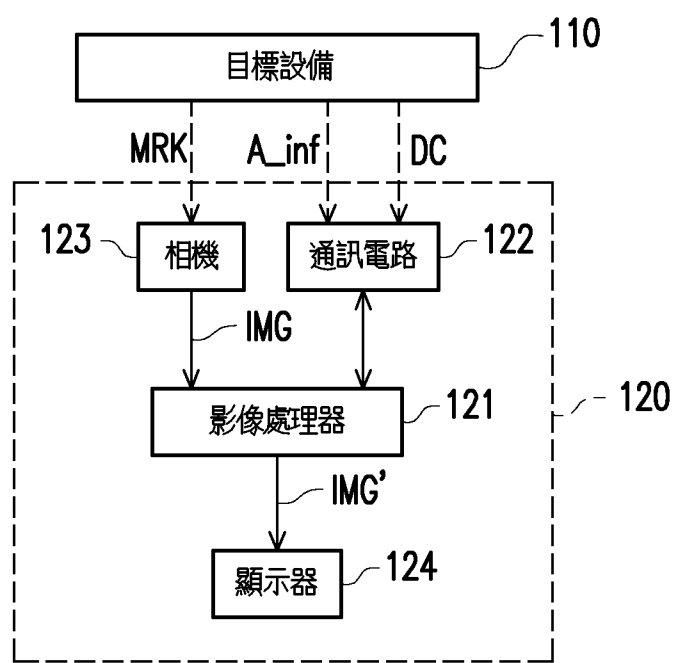 110
目標設備
MRK
A_inf
DC
123
相機
通訊電路
122
IMG
影像處理器
121
120
IMG'
顯示器
124